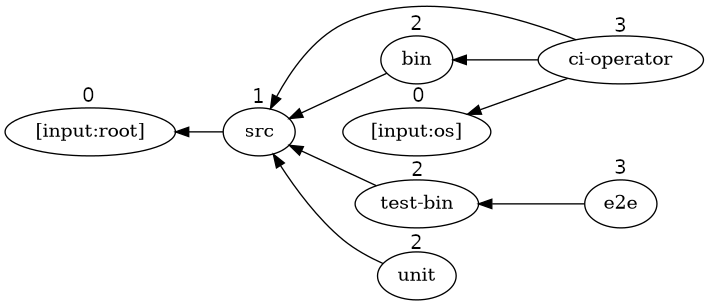 2
3
bin
ci-operator
0
1
0
[input:root]
src
[input:os]
2
3
test-bin
e2e
2
unit